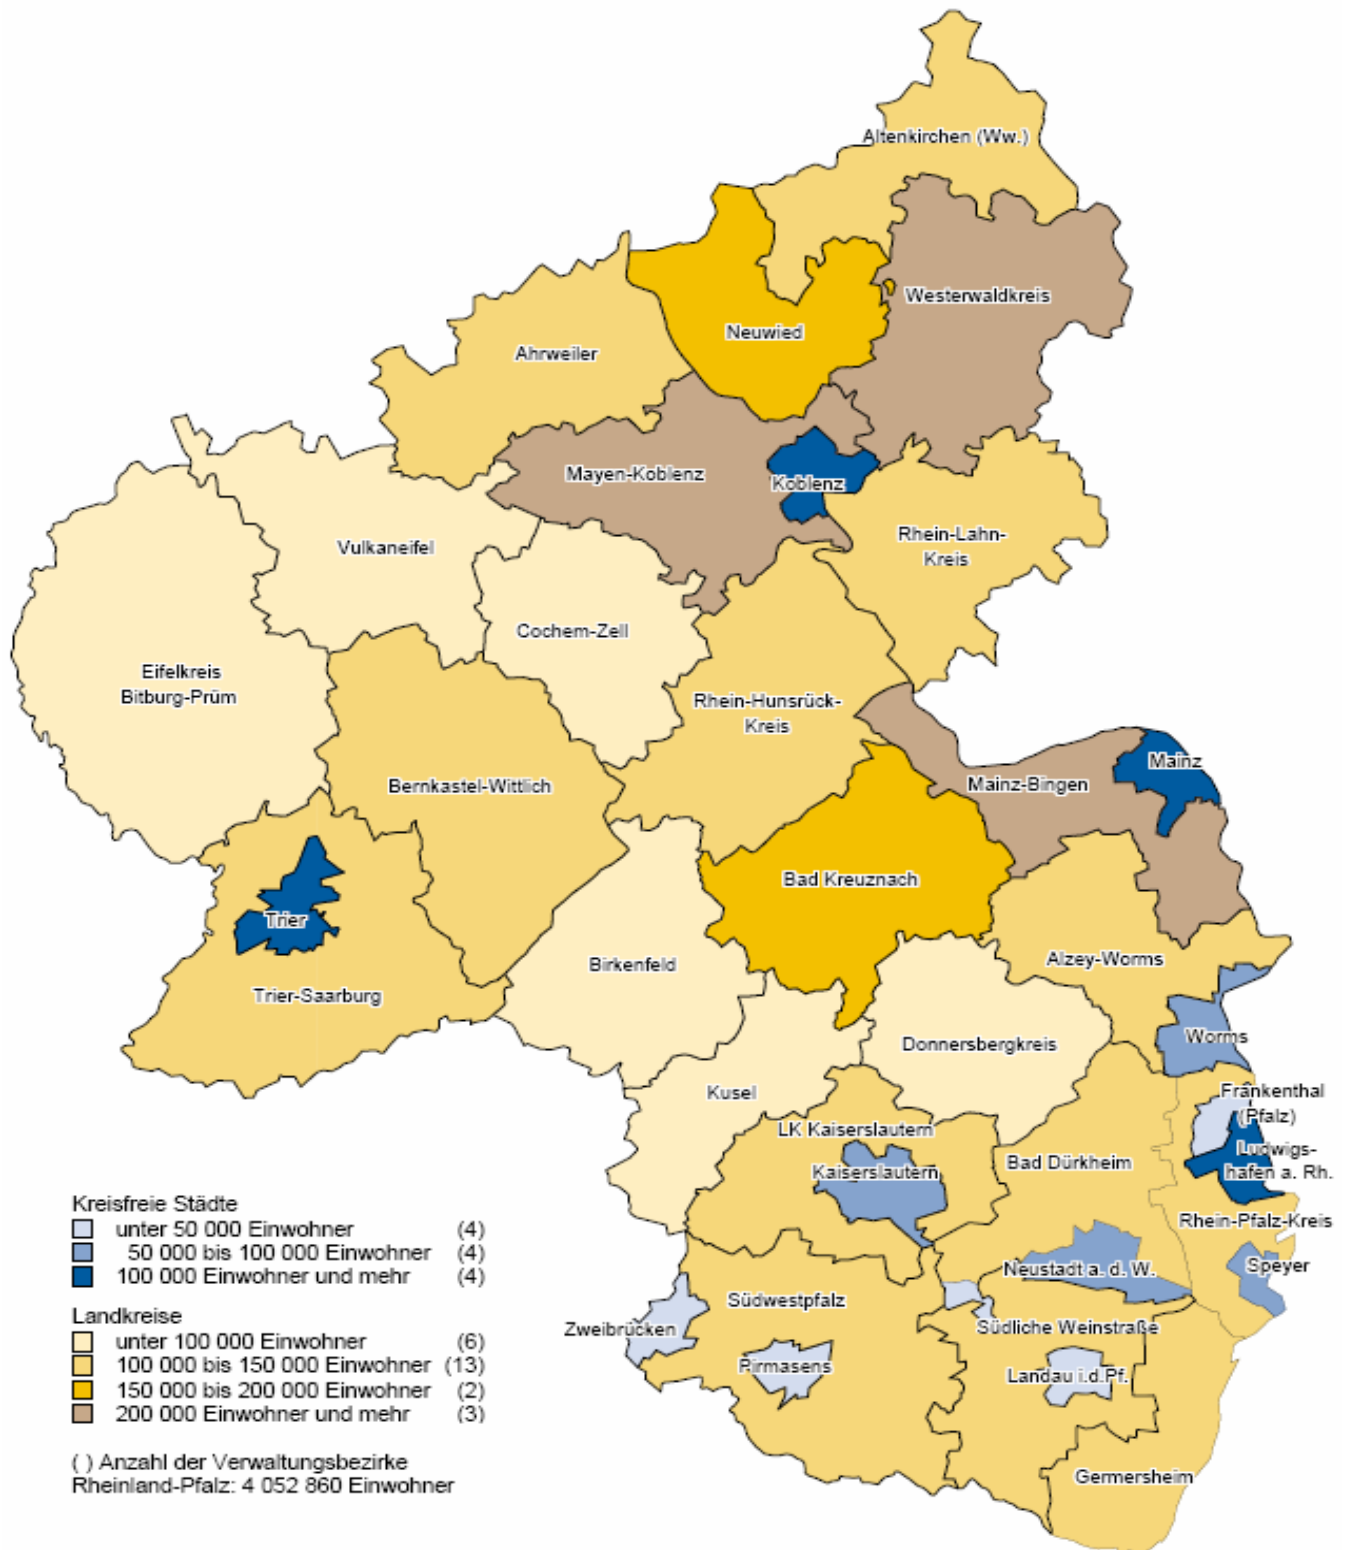 Altenkirchen (Ww.)
Westerwaldkreis
Neuwied
Ahrweiler
Mayen-Koblenz
Koblenz
Rhein-Lahn-
Kreis
Vulkaneifel
Cochem-Zell
Eifelkreis
Bitburg-Prüm
Rhein-Hunsrück-
Kreis
Mainz
Mainz-Bingen
Bernkastel-Wittlich
Bad Kreuznach
Trier
Alzey-Worms
Birkenfeld
Trier-Saarburg
Worms
Donnersbergkreis
Kusel
Frankenthal
(Pfalz)
LK Kaiserslautern
Ludwigs-
hafen a. Rh.
Bad Dürkheim
Kaiserslautern
Rhein-Pfalz-Kreis
Neustadt a. d. W.
Speyer
Südwestpfalz
Zweibrücken
Südliche Weinstraße
Pirmasens
Landau i.d.Pf.
Germersheim
Kreisfreie Städte
unter 50 000 Einwohner (4)
50 000 bis 100 000 Einwohner (4)
100 000 Einwohner und mehr (4)
Landkreise
unter 100 000 Einwohner (6)
100 000 bis 150 000 Einwohner (13)
150 000 bis 200 000 Einwohner (2)
200 000 Einwohner und mehr (3)
( ) Anzahl der Verwaltungsbezirke
Rheinland-Pfalz: 4 052 860 Einwohner